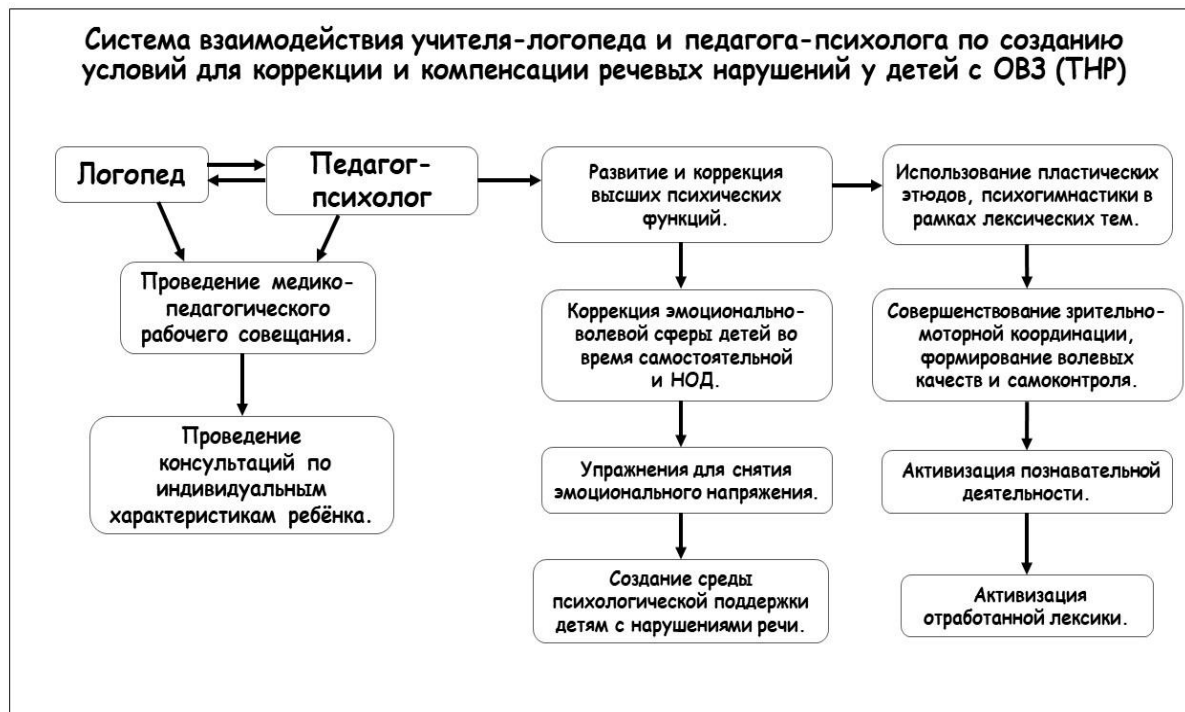 Система взаимодействия учителя-логопеда и педагога-психолога по созданию
условий для коррекции и компенсации речевых нарушений у детей с ОВЗ (ТНР)
Логопед
Педагог-
психолог
Проведение медико-
педагогического
рабочего совещания.
Проведение
консультаций по
индивидуальным
характеристикам ребёнка.
Развитие и коррекция
высших психических
функций.
Коррекция эмоционально-
волевой сферы детей во
время самостоятельной
и НОД.
Упражнения для снятия
эмоционального напряжения.
Создание среды
психологической поддержки
детям с нарушениями речи.
Использование пластических
этюдов, психогимнастики в
рамках лексических тем.
Совершенствование зрительно-
моторной координации,
формирование волевых
качеств и самоконтроля.
Активизация познавательной
деятельности.
Активизация
отработанной лексики.